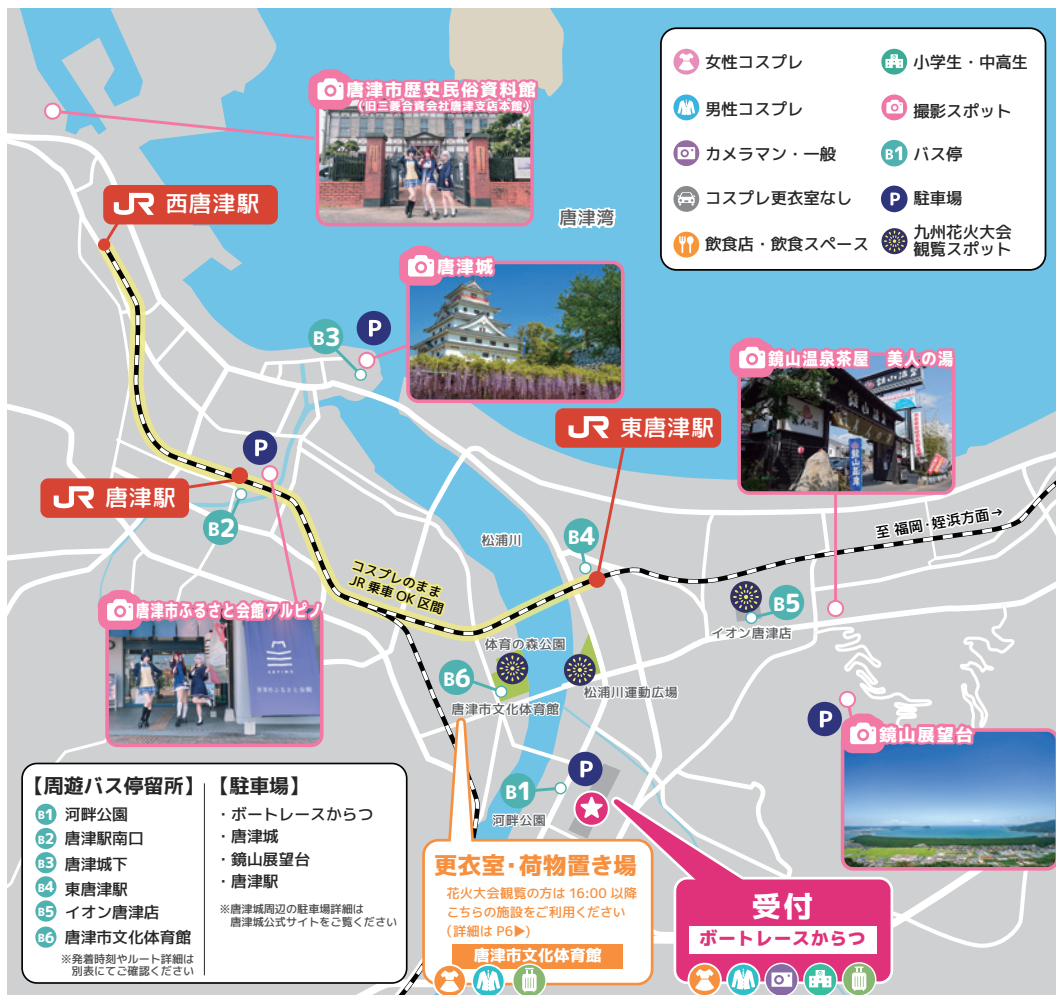 女性コスプレ
小学生・中高生
男性コスプレ
撮影スポット
カメラマン・一般
B1 バス停
コスプレ更衣室なし
P 駐車場
飲食店・飲食スペース
九州花火大会
観覧スポット
唐津市歴史民俗資料館
(旧三菱合資会社唐津支店本館)
JR 西唐津駅
唐津湾
唐津城
B3
P
鏡山温泉茶屋 美人の湯
鏡山温泉
美人の湯
JR 東唐津駅
P
JR 唐津駅
B2
松浦川
B4
至 福岡・姪浜方面→
コスプレのまま
JR 乗車 OK 区間
B5
イオン唐津店
唐津市ふるさと会館アルピノ
体育の森公園
B6
松浦川運動広場
唐津市文化体育館
P
鏡山展望台
P
B1
河畔公園
【周遊バス停留所】
B1 河畔公園
B2 唐津駅南口
B3 唐津城下
B4 東唐津駅
B5 イオン唐津店
B6 唐津市文化体育館
※発着時刻やルート詳細は
別表にてご確認ください
【駐車場】
・ボートレースからつ
・唐津城
・鏡山展望台
・唐津駅
※唐津城周辺の駐車場詳細は
唐津城公式サイトをご覧ください
更衣室・荷物置き場
花火大会観覧の方は 16:00 以降
こちらの施設をご利用ください
(詳細は P6▶)
唐津市文化体育館
受付
ボートレースからつ